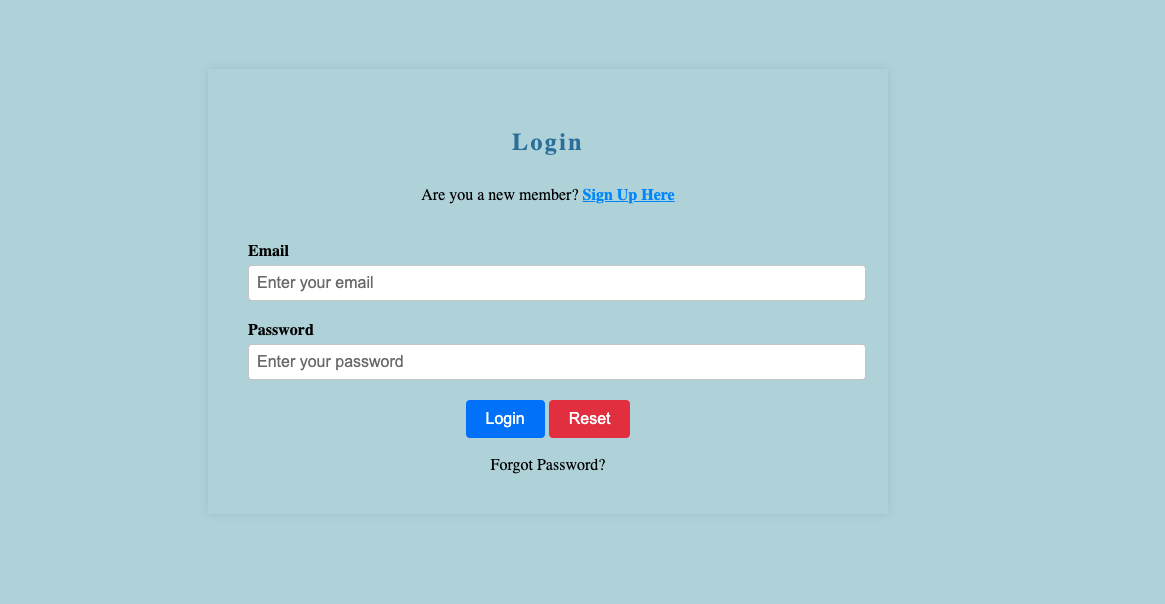 Login
Are you a new member? Sign Up Here
Email
Enter your email
Password
Enter your password
Login Reset
Forgot Password?